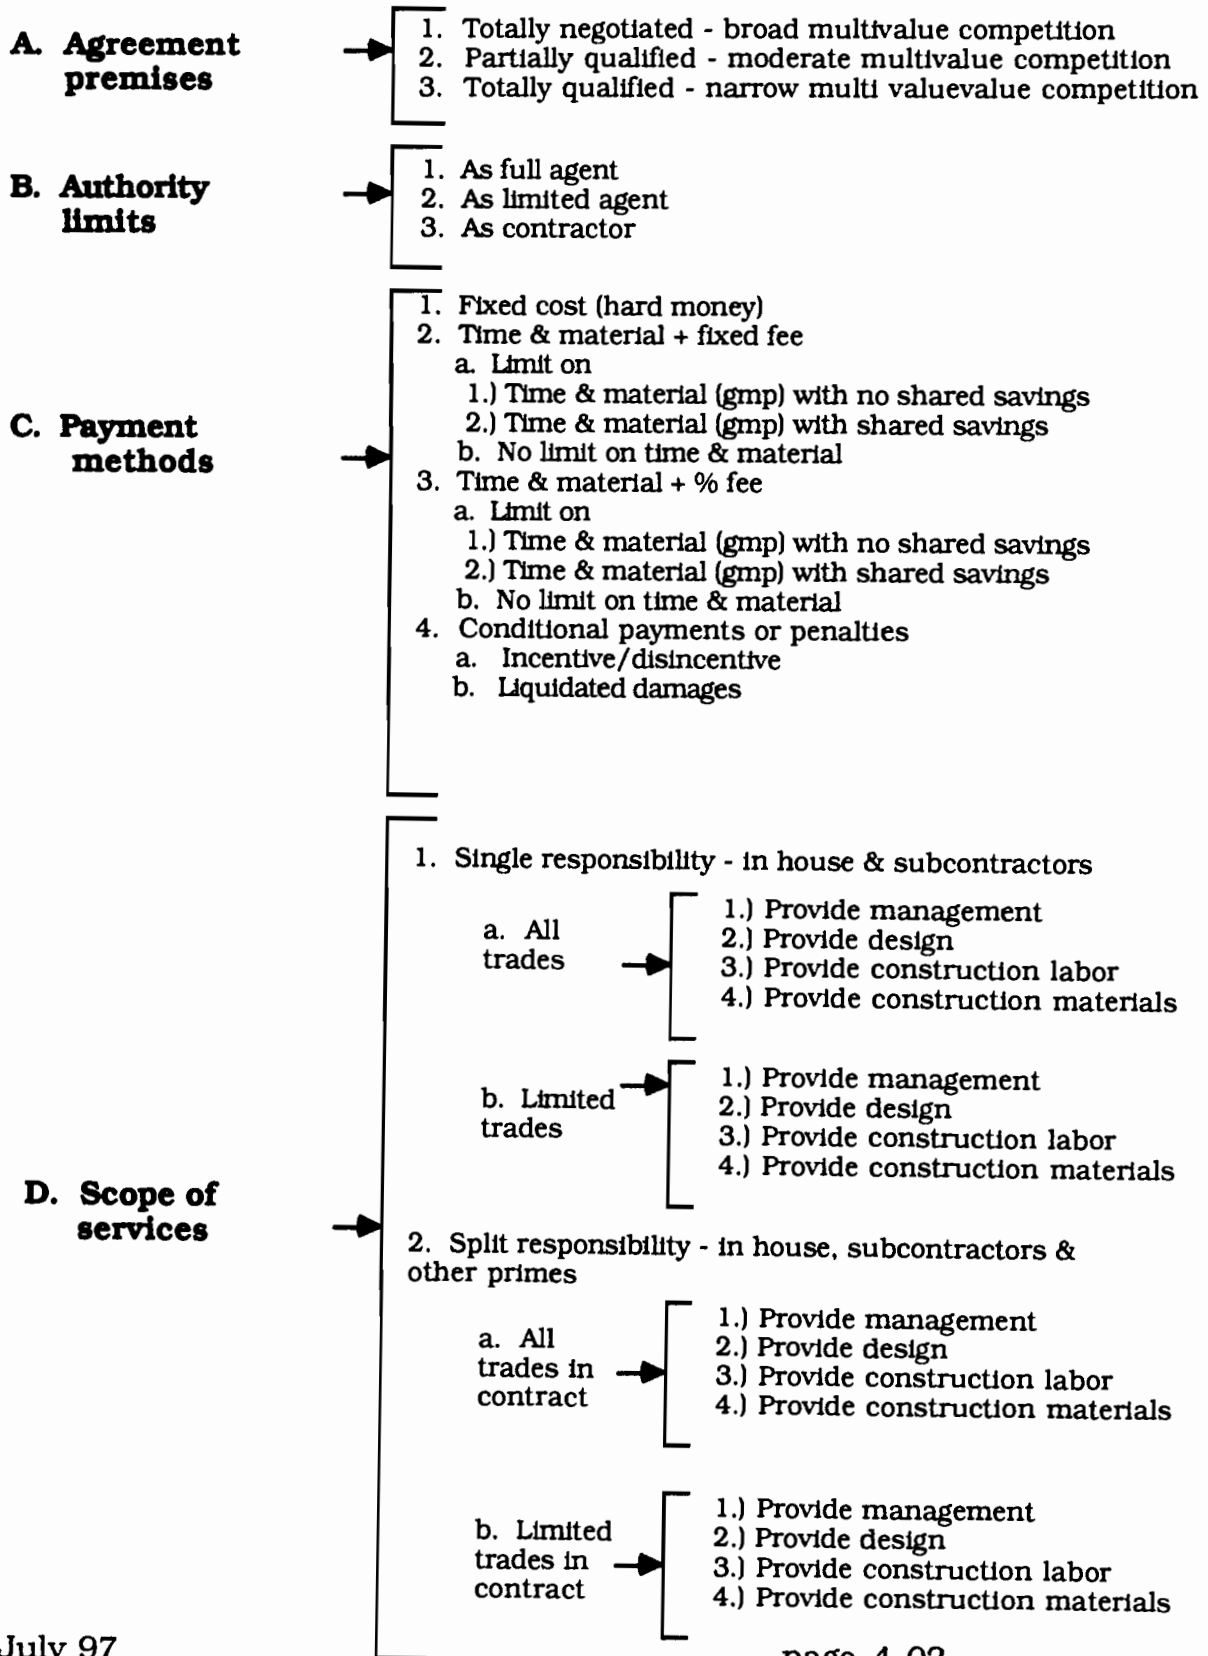 A. Agreement
premises
1. Totally negotiated - broad multivalue competition
2. Partially qualified - moderate multivalue competition
3. Totally qualified - narrow multi valuevalue competition
B. Authority
limits
1. As full agent
2. As limited agent
3. As contractor
C. Payment
methods
1. Fixed cost (hard money)
2. Time & material + fixed fee
a. Limit on
1.) Time & material (gmp) with no shared savings
2.) Time & material (gmp) with shared savings
b. No limit on time & material
3. Time & material + % fee
a. Limit on
1.) Time & material (gmp) with no shared savings
2.) Time & material (gmp) with shared savings
b. No limit on time & material
4. Conditional payments or penalties
a. Incentive/disincentive
b. Liquidated damages
D. Scope of
services
1. Single responsibility - in house & subcontractors
a. All
trades
1.) Provide management
2.) Provide design
3.) Provide construction labor
4.) Provide construction materials
b. Limited
trades
1.) Provide management
2.) Provide design
3.) Provide construction labor
4.) Provide construction materials
2. Split responsibility - in house, subcontractors &
other primes
a. All
trades in
contract
1.) Provide management
2.) Provide design
3.) Provide construction labor
4.) Provide construction materials
b. Limited
trades in
contract
1.) Provide management
2.) Provide design
3.) Provide construction labor
4.) Provide construction materials
July 97
page 4-02